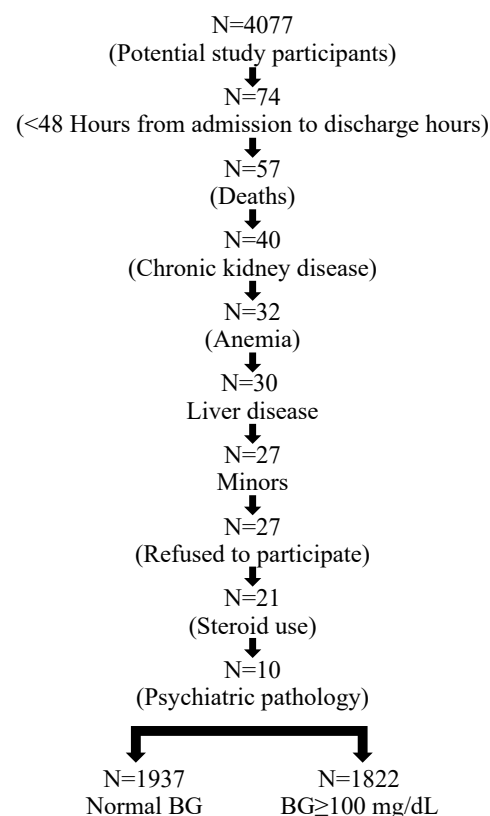 N=4077
(Potential study participants)
N=74
(<48 Hours from admission to discharge hours)
N=57
(Deaths)
N=40
(Chronic kidney disease)
N=32
(Anemia)
N=30
Liver disease
N=27
Minors
N=27
(Refused to participate)
N=21
(Steroid use)
N=10
(Psychiatric pathology)
N=1937 N=1822
Normal BG BG≥100 mg/dL